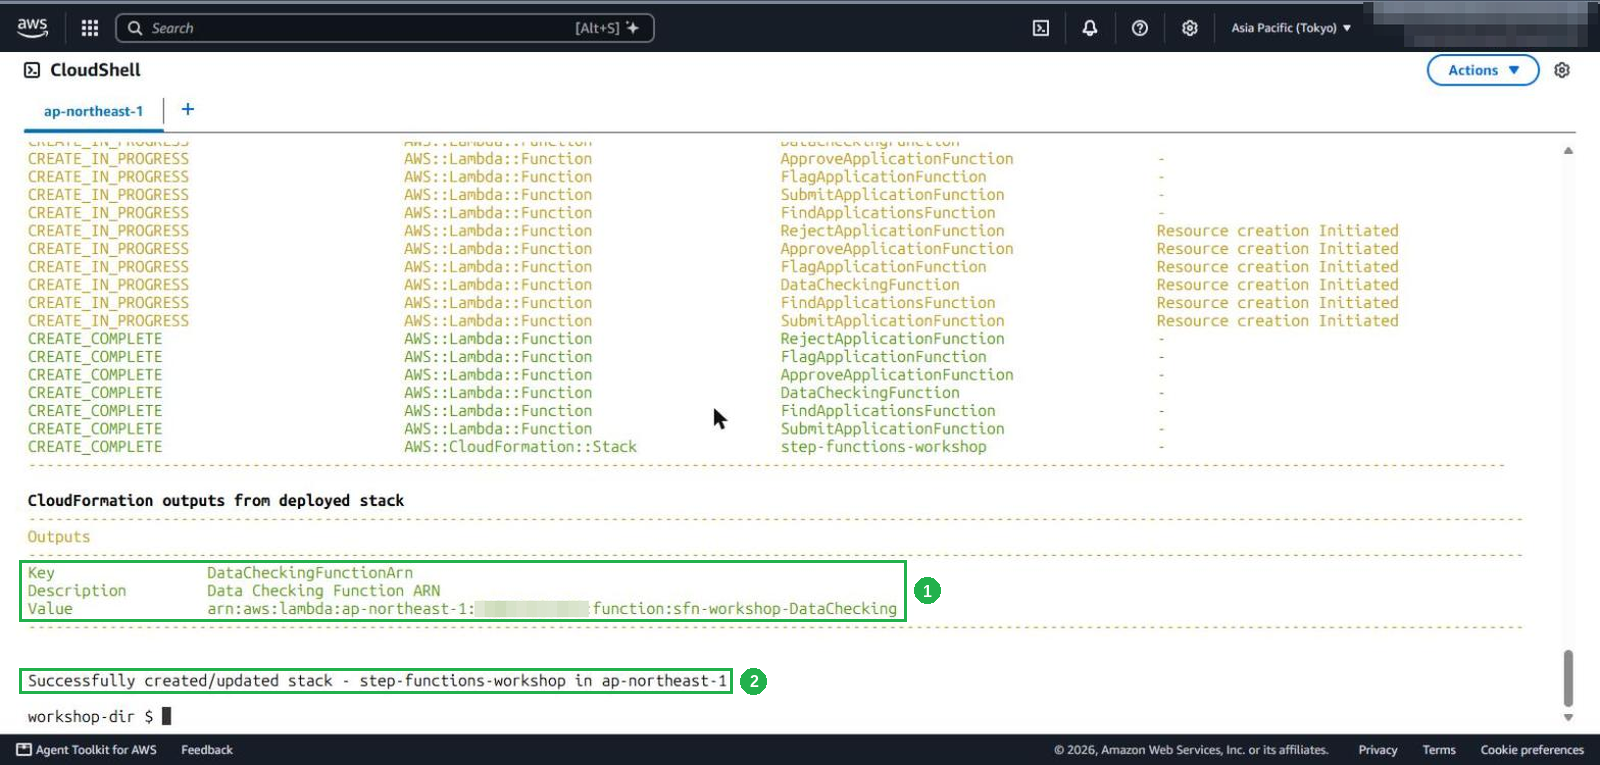 aws Search [Alt+S] Asia Pacific (Tokyo) ▼
CloudShell Actions ▼
ap-northeast-1 +
CREATE_IN_PROGRESS AWS::Lambda::Function DataCheckingFunction -
CREATE_IN_PROGRESS AWS::Lambda::Function ApproveApplicationFunction -
CREATE_IN_PROGRESS AWS::Lambda::Function FlagApplicationFunction -
CREATE_IN_PROGRESS AWS::Lambda::Function SubmitApplicationFunction -
CREATE_IN_PROGRESS AWS::Lambda::Function FindApplicationsFunction -
CREATE_IN_PROGRESS AWS::Lambda::Function RejectApplicationFunction Resource creation Initiated
CREATE_IN_PROGRESS AWS::Lambda::Function ApproveApplicationFunction Resource creation Initiated
CREATE_IN_PROGRESS AWS::Lambda::Function FlagApplicationFunction Resource creation Initiated
CREATE_IN_PROGRESS AWS::Lambda::Function DataCheckingFunction Resource creation Initiated
CREATE_IN_PROGRESS AWS::Lambda::Function FindApplicationsFunction Resource creation Initiated
CREATE_IN_PROGRESS AWS::Lambda::Function SubmitApplicationFunction Resource creation Initiated
CREATE_COMPLETE AWS::Lambda::Function RejectApplicationFunction -
CREATE_COMPLETE AWS::Lambda::Function FlagApplicationFunction -
CREATE_COMPLETE AWS::Lambda::Function ApproveApplicationFunction -
CREATE_COMPLETE AWS::Lambda::Function DataCheckingFunction -
CREATE_COMPLETE AWS::Lambda::Function FindApplicationsFunction -
CREATE_COMPLETE AWS::Lambda::Function SubmitApplicationFunction -
CREATE_COMPLETE AWS::CloudFormation::Stack step-functions-workshop -
CloudFormation outputs from deployed stack
Outputs
Key DataCheckingFunctionArn
Description Data Checking Function ARN
Value arn:aws:lambda:ap-northeast-1: :function:sfn-workshop-DataChecking
1
Successfully created/updated stack - step-functions-workshop in ap-northeast-1
2
workshop-dir $
Agent Toolkit for AWS Feedback © 2026, Amazon Web Services, Inc. or its affiliates. Privacy Terms Cookie preferences